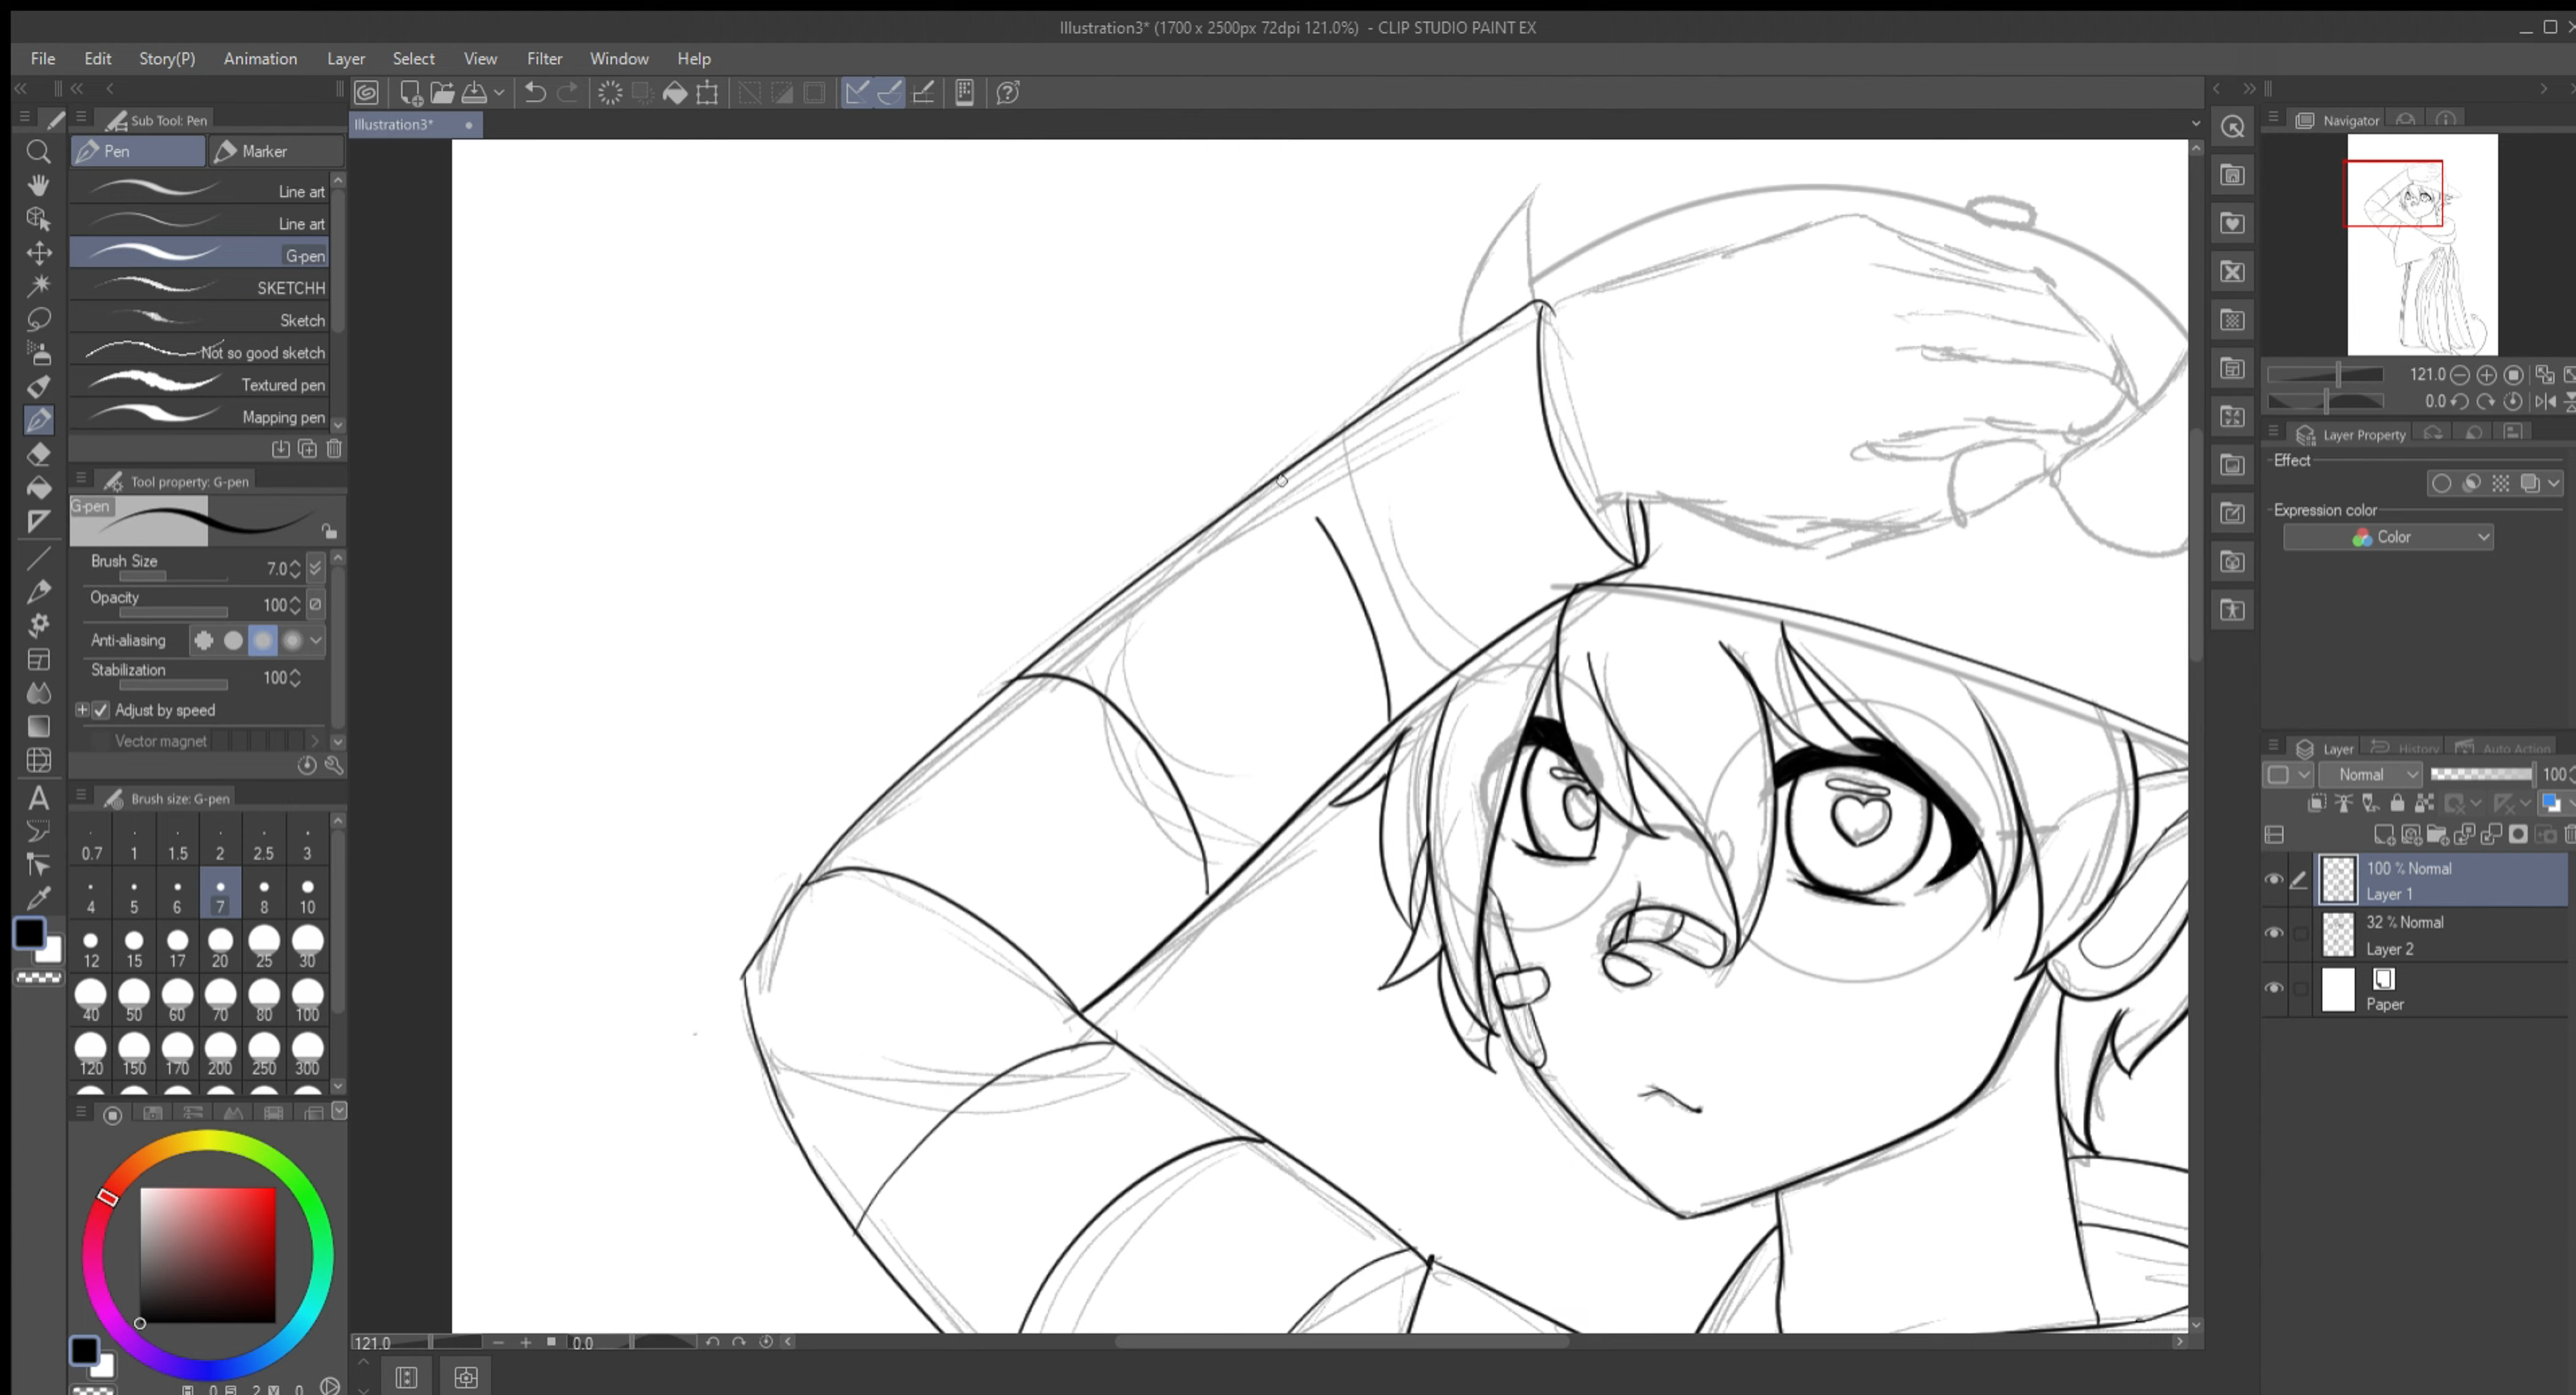 Illustration3* (1700 x 2500px 72dpi 121.0%) - CLIP STUDIO PAINT EX
File Edit Story(P) Animation Layer Select View Filter Window Help
Sub Tool: Pen
Illustration3*
Navigator
Pen Marker
Line art
Line art
G-pen
SKETCHH
Sketch
Not so good sketch
Textured pen
Mapping pen
Tool property: G-pen
G-pen
Brush Size 7.0
Opacity 100
Anti-aliasing
Stabilization 100
Adjust by speed
Vector magnet
Brush size: G-pen
0.7 1 1.5 2 2.5 3
4 5 6 7 8 10
12 15 17 20 25 30
40 50 60 70 80 100
120 150 170 200 250 300
A
121.0 0.0
121.0
0.0
Layer Property
Effect
Expression color
Color
Layer History Auto Action
Normal 100
100 % Normal
Layer 1
32 % Normal
Layer 2
Paper